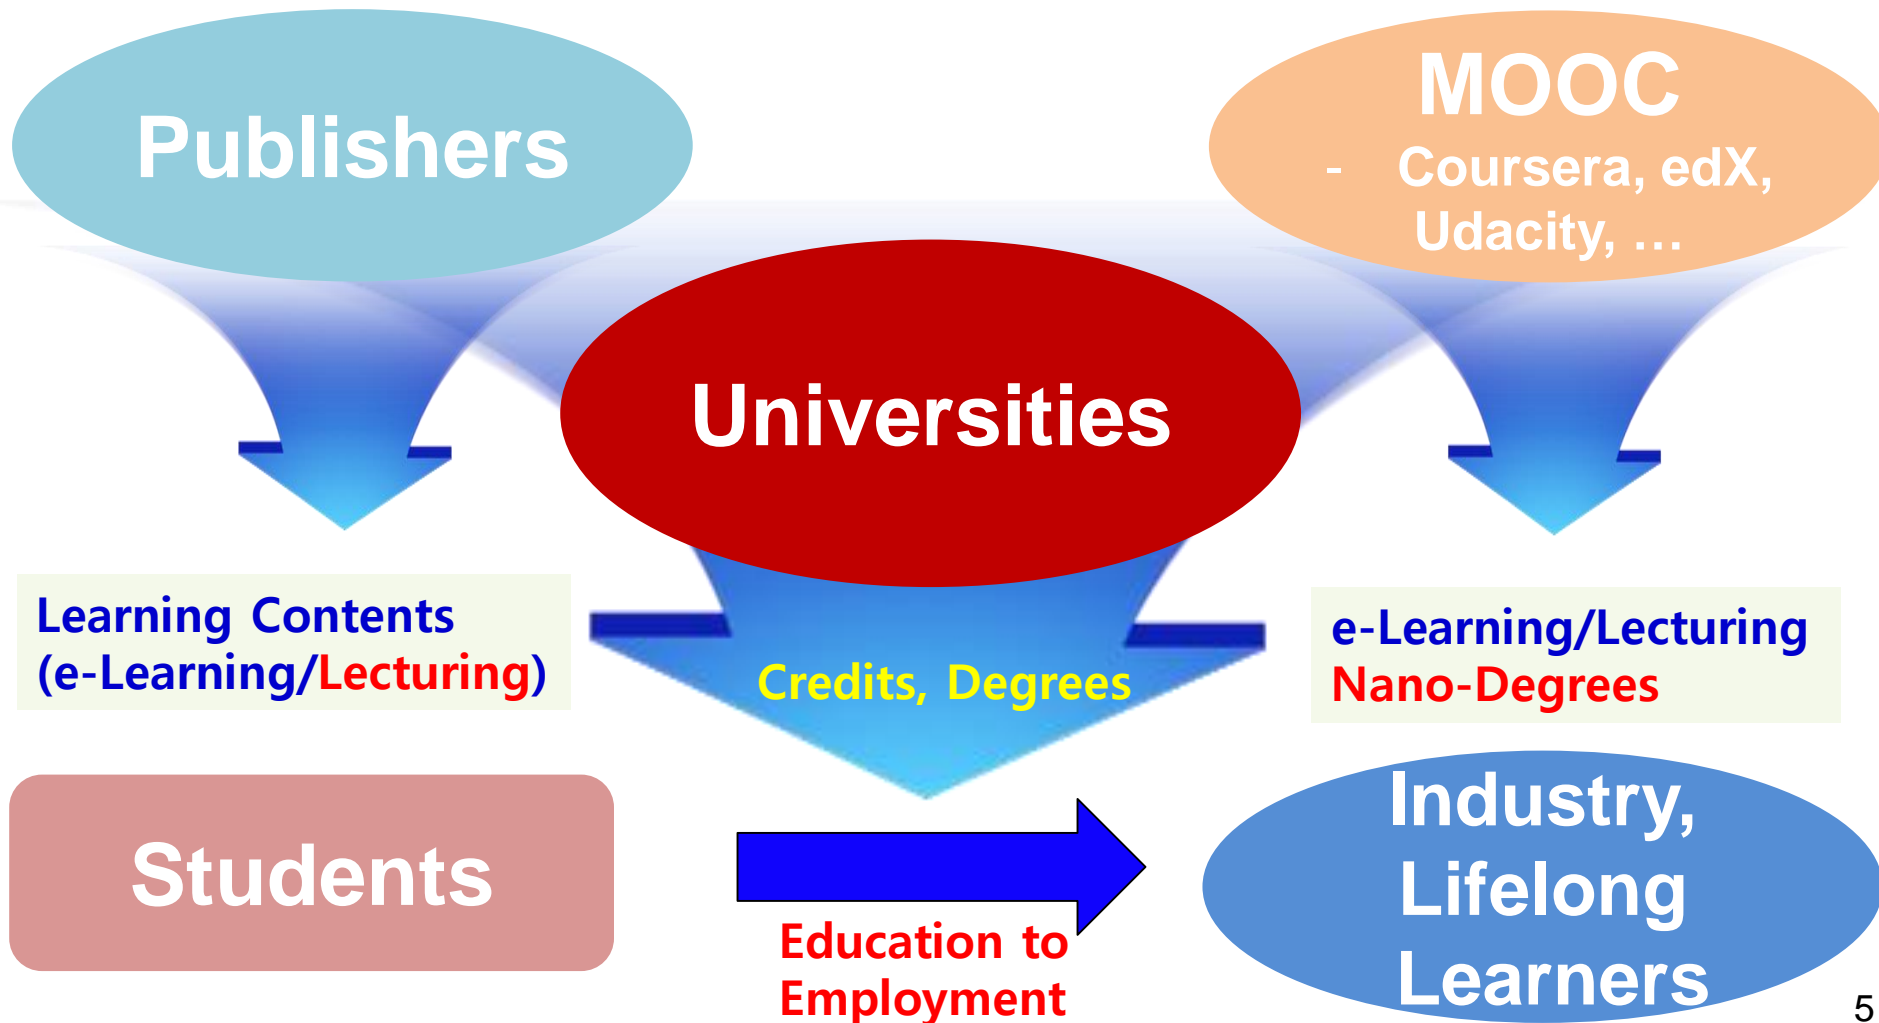 Publishers
MOOC
- Coursera, edX,
Udacity, …
Universities
Learning Contents
(e-Learning/Lecturing)
Credits, Degrees
e-Learning/Lecturing
Nano-Degrees
Students
Education to
Employment
Industry,
Lifelong
Learners
5